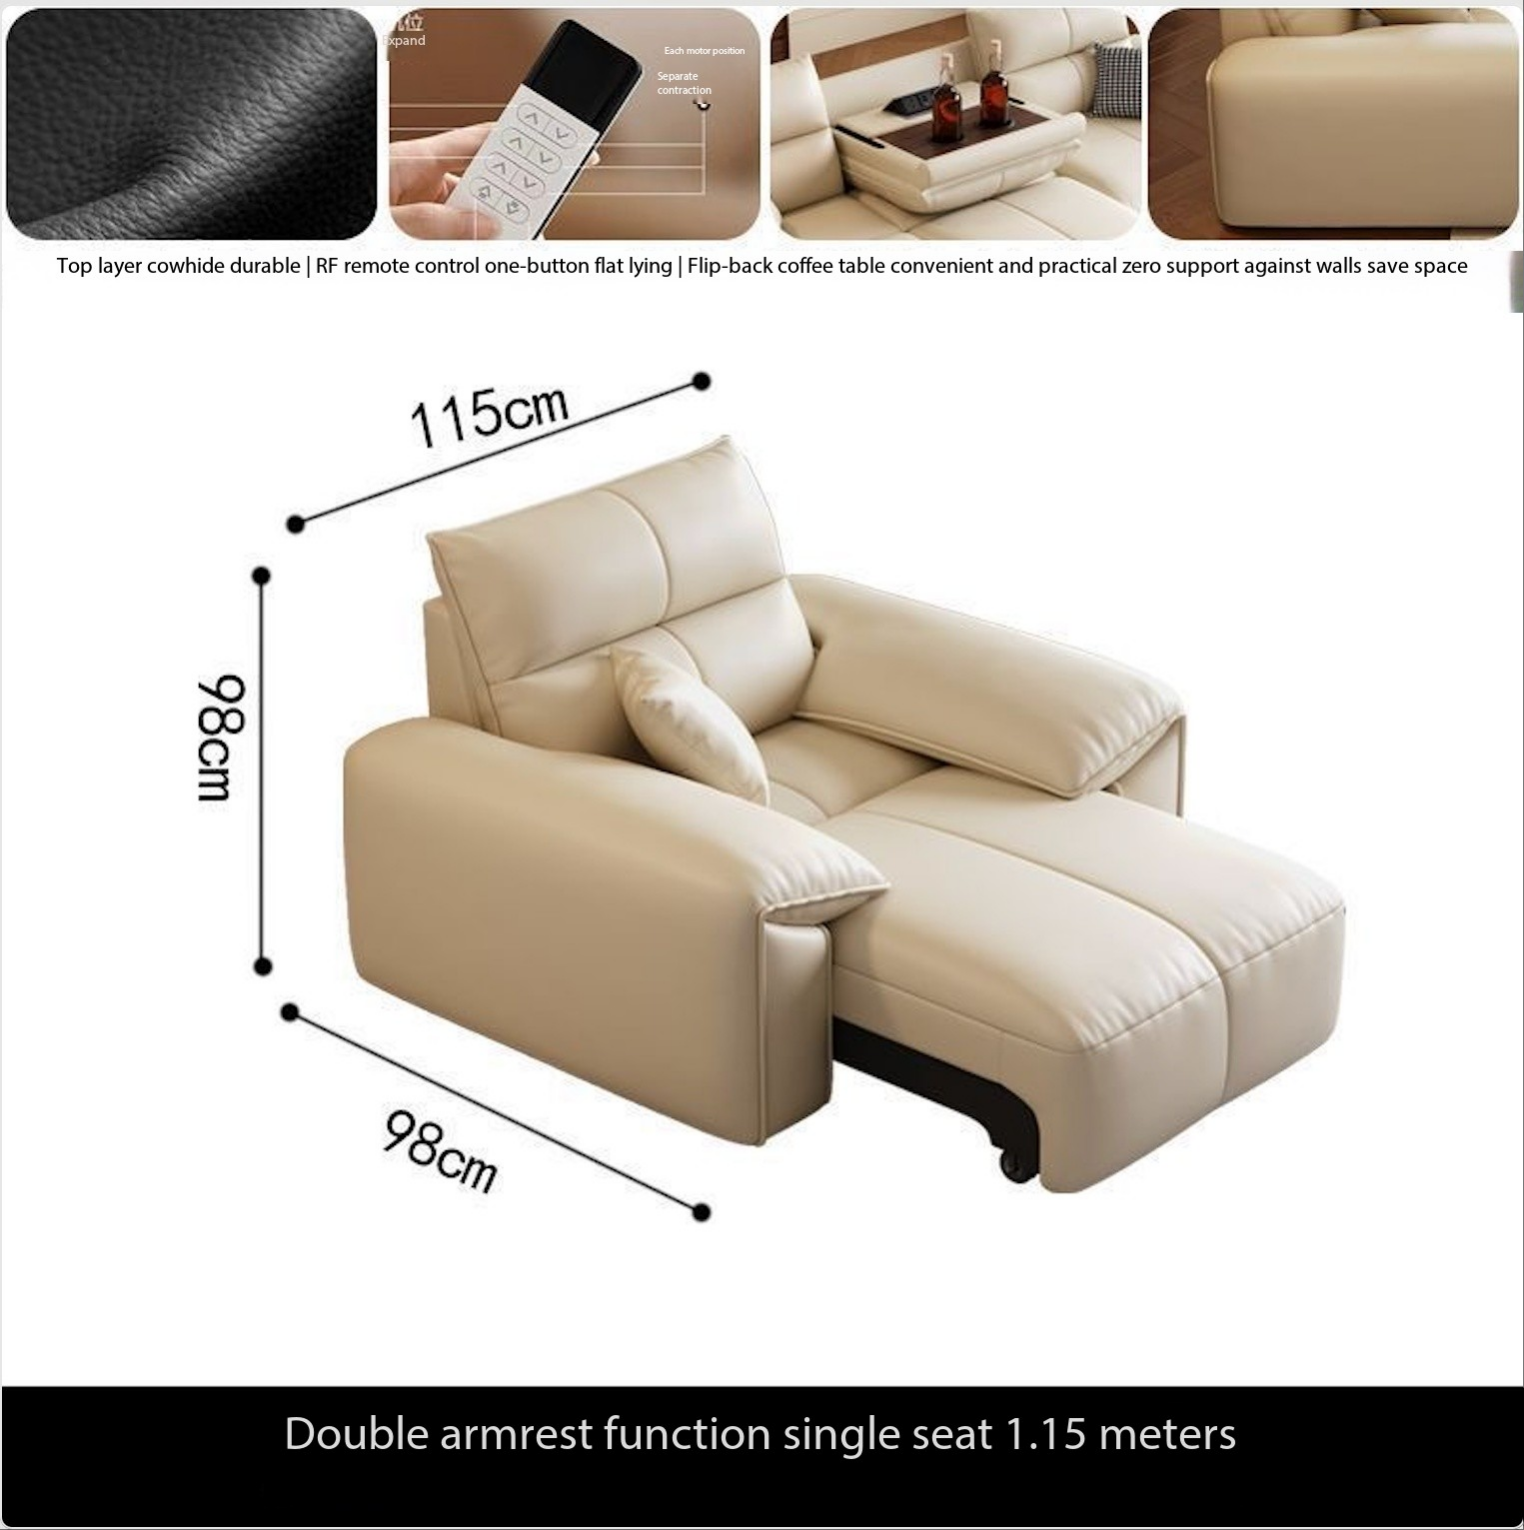 位
Expand
Each motor position
Separate
contraction
Top layer cowhide durable | RF remote control one-button flat lying | Flip-back coffee table convenient and practical zero support against walls save space
115cm
98cm
98cm
Double armrest function single seat 1.15 meters